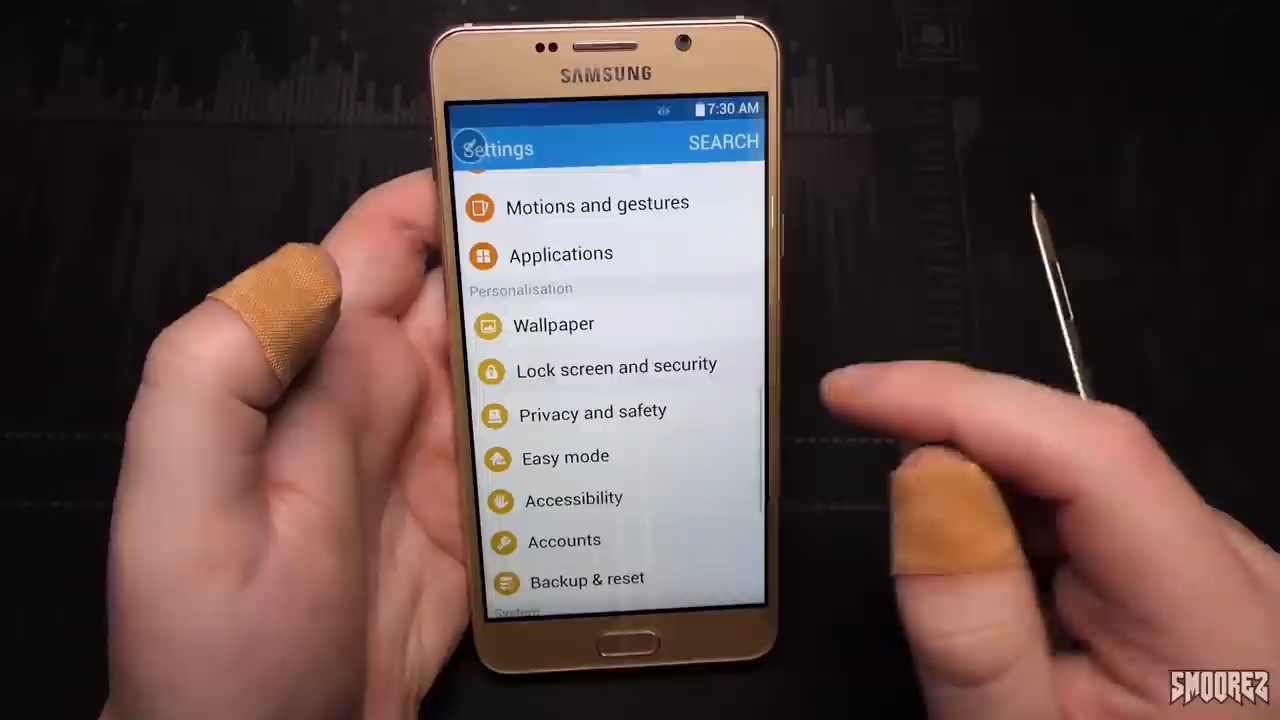 SAMSUNG
7:30 AM
Settings
SEARCH
Motions and gestures
Applications
Personalisation
Wallpaper
Lock screen and security
Privacy and safety
Easy mode
Accessibility
Accounts
Backup & reset
System
SMOOREZ